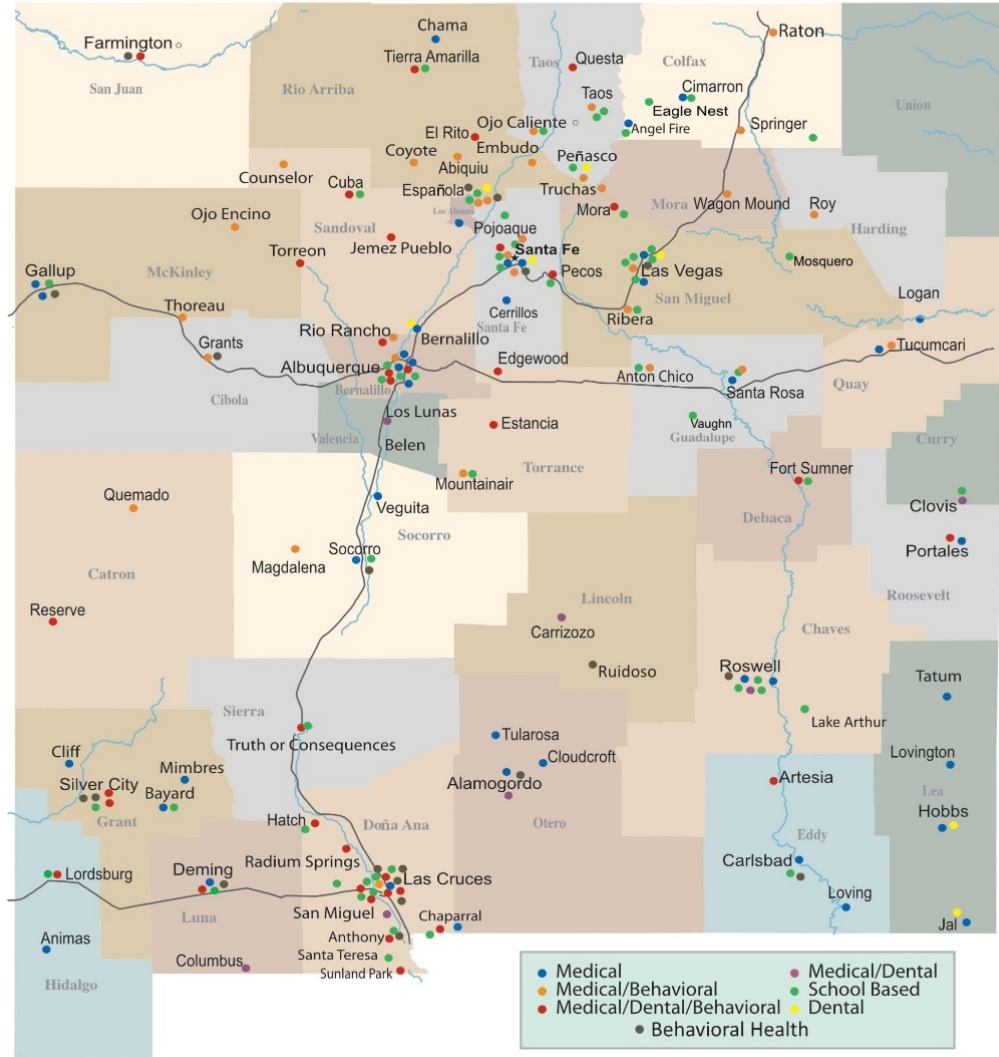 Chama
Raton
Farmington
Tierra Amarilla
Questa
Taos
Colfax
San Juan
Rio Arriba
Cimarron
Taos
Eagle Nest
Union
Ojo Caliente
Angel Fire
Springer
El Rito
Embudo
Coyote
Peñasco
Abiquiu
Counselor
Cuba
Española
Truchas
Mora
Mora
Wagon Mound
Roy
Los Alamos
Ojo Encino
Sandoval
Pojoaque
Harding
Torreon
Jemez Pueblo
Santa Fe
Mosquero
Gallup
McKinley
Pecos
Las Vegas
Logan
San Miguel
Thoreau
Cerrillos
Ribera
Santa Fe
Rio Rancho
Bernalillo
Grants
Edgewood
Tucumcari
Albuquerque
Anton Chico
Santa Rosa
Quay
Bernalillo
Cibola
Los Lunas
Estancia
Vaughn
Valencia
Belen
Guadalupe
Curry
Torrance
Fort Sumner
Mountainair
Quemado
Veguita
Clovis
Debaca
Socorro
Socorro
Portales
Magdalena
Catron
Roosevelt
Lincoln
Reserve
Carrizozo
Chaves
Roswell
Ruidoso
Tatum
Sierra
Lake Arthur
Tularosa
Truth or Consequences
Cliff
Cloudcroft
Lovington
Mimbres
Silver City
Alamogordo
Artesia
Bayard
Lea
Hobbs
Grant
Hatch
Doña Ana
Otero
Eddy
Radium Springs
Carlsbad
Lordsburg
Deming
Las Cruces
Loving
San Miguel
Chaparral
Luna
Jal
Animas
Anthony
Santa Teresa
Columbus
Sunland Park
Hidalgo
Medical
Medical/Dental
Medical/Behavioral
School Based
Medical/Dental/Behavioral
Dental
Behavioral Health